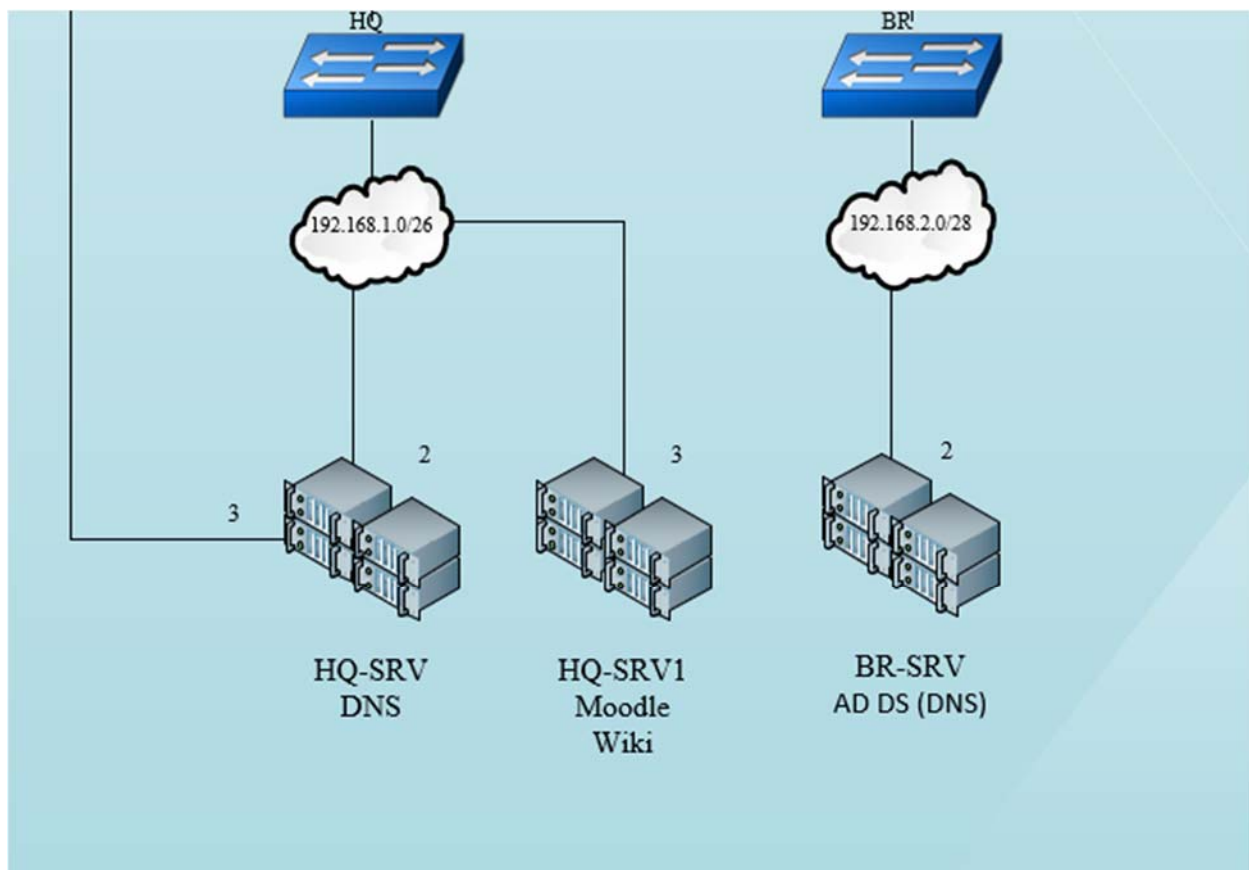 HQ
BR
192.168.1.0/26
192.168.2.0/28
2
3
2
3
HQ-SRV
DNS
HQ-SRV1
Moodle
Wiki
BR-SRV
AD DS (DNS)